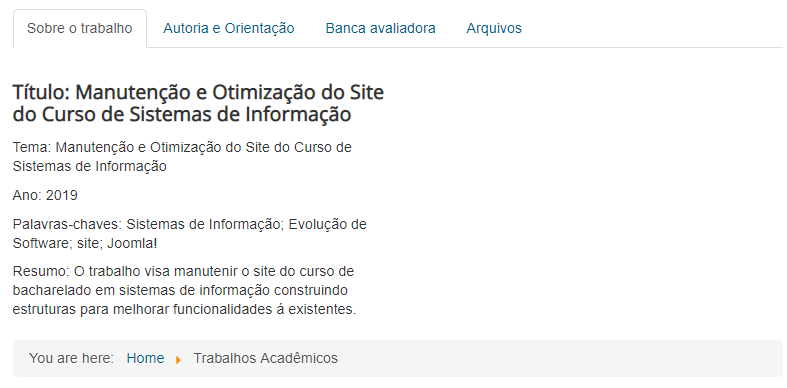 Sobre o trabalho Autoria e Orientação Banca avaliadora Arquivos
Título: Manutenção e Otimização do Site
do Curso de Sistemas de Informação
Tema: Manutenção e Otimização do Site do Curso de
Sistemas de Informação
Ano: 2019
Palavras-chaves: Sistemas de Informação; Evolução de
Software; site; Joomla!
Resumo: O trabalho visa manutenir o site do curso de
bacharelado em sistemas de informação construindo
estruturas para melhorar funcionalidades á existentes.
You are here: Home Trabalhos Acadêmicos